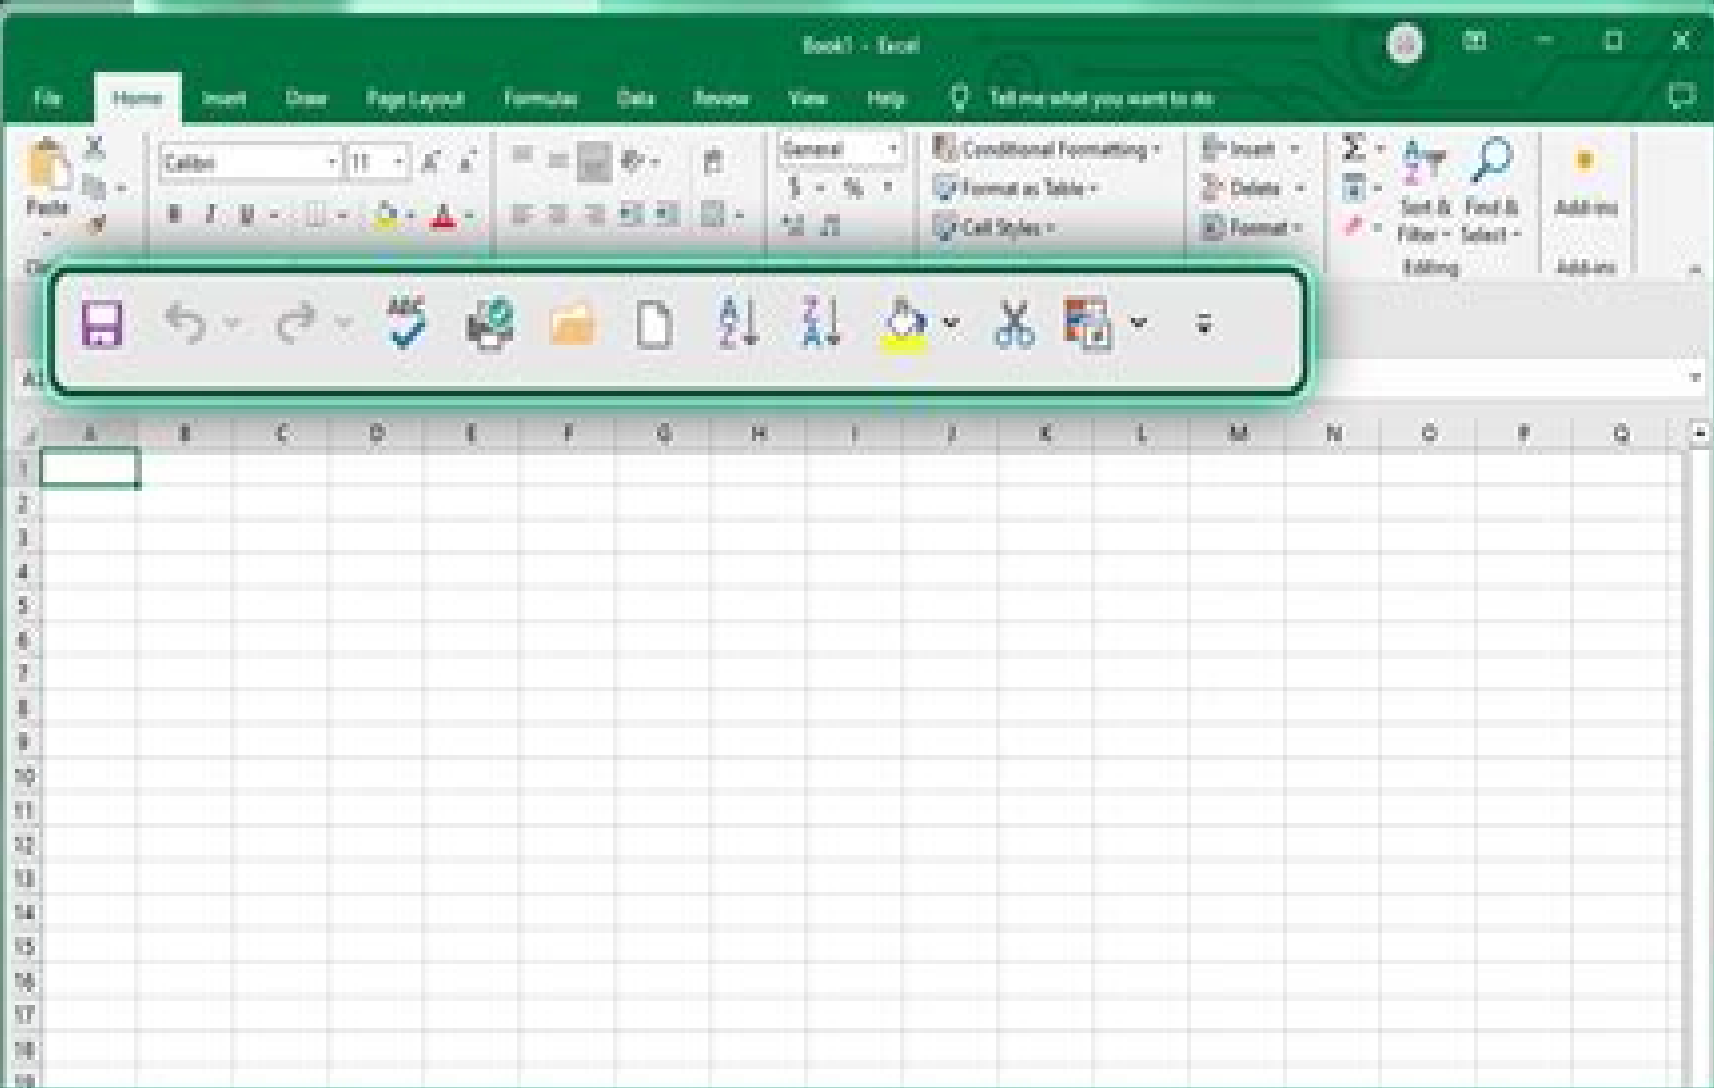 Book1 - Excel
File Home Insert Draw Page Layout Formulas Data Review View Help Tell me what you want to do
Paste
Calibri 11
B I U A
General
$ %
Conditional Formatting
Format as Table
Cell Styles
Insert
Delete
Format
Σ
Sort & Filter
Find & Select
Editing
Add-ins
Add-ins
ABC A Z Z A
A B C D E F G H I J K L M N O P Q
1
2
3
4
5
6
7
8
9
10
11
12
13
14
15
16
17
18
19